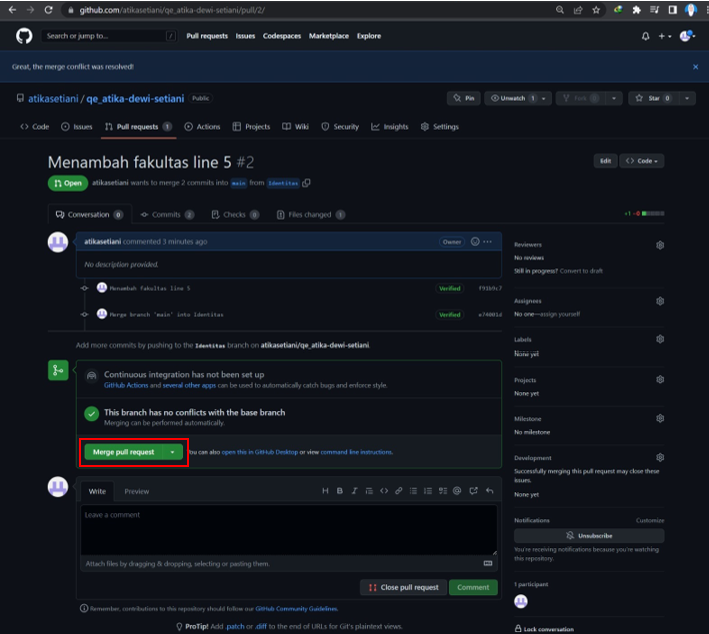 github.com/atikasetiani/qe_atika-dewi-setiani/pull/2/
Search or jump to...
/
Pull requests Issues Codespaces Marketplace Explore
Great, the merge conflict was resolved!
atikasetiani / qe_atika-dewi-setiani Public
Pin
Unwatch 1
Fork 0
Star 0
Code Issues Pull requests 1 Actions Projects Wiki Security Insights Settings
Menambah fakultas line 5 #2
Edit
Code
Open atikasetiani wants to merge 2 commits into main from Identitas
Conversation 0 Commits 2 Checks 0 Files changed 1
+1 −0
atikasetiani commented 3 minutes ago Owner
No description provided.
Menambah fakultas line 5 Verified f91b9c7
Merge branch 'main' into Identitas Verified
Add more commits by pushing to the Identitas branch on atikasetiani/qe_atika-dewi-setiani.
Continuous integration has not been set up
GitHub Actions and several other apps can be used to automatically catch bugs and enforce style.
This branch has no conflicts with the base branch
Merging can be performed automatically.
Merge pull request
You can also open this in GitHub Desktop or view command line instructions.
Write Preview
Leave a comment
Attach files by dragging & dropping, selecting or pasting them.
Close pull request Comment
Remember, contributions to this repository should follow our GitHub Community Guidelines.
ProTip! Add .patch or .diff to the end of URLs for Git's plaintext views.
Reviewers
No reviews
Still in progress? Convert to draft
Assignees
No one—assign yourself
Labels
None yet
Projects
None yet
Milestone
No milestone
Development
Successfully merging this pull request may close these
issues.
None yet
Notifications Customize
Unsubscribe
You're receiving notifications because you're watching
this repository.
1 participant
Lock conversation